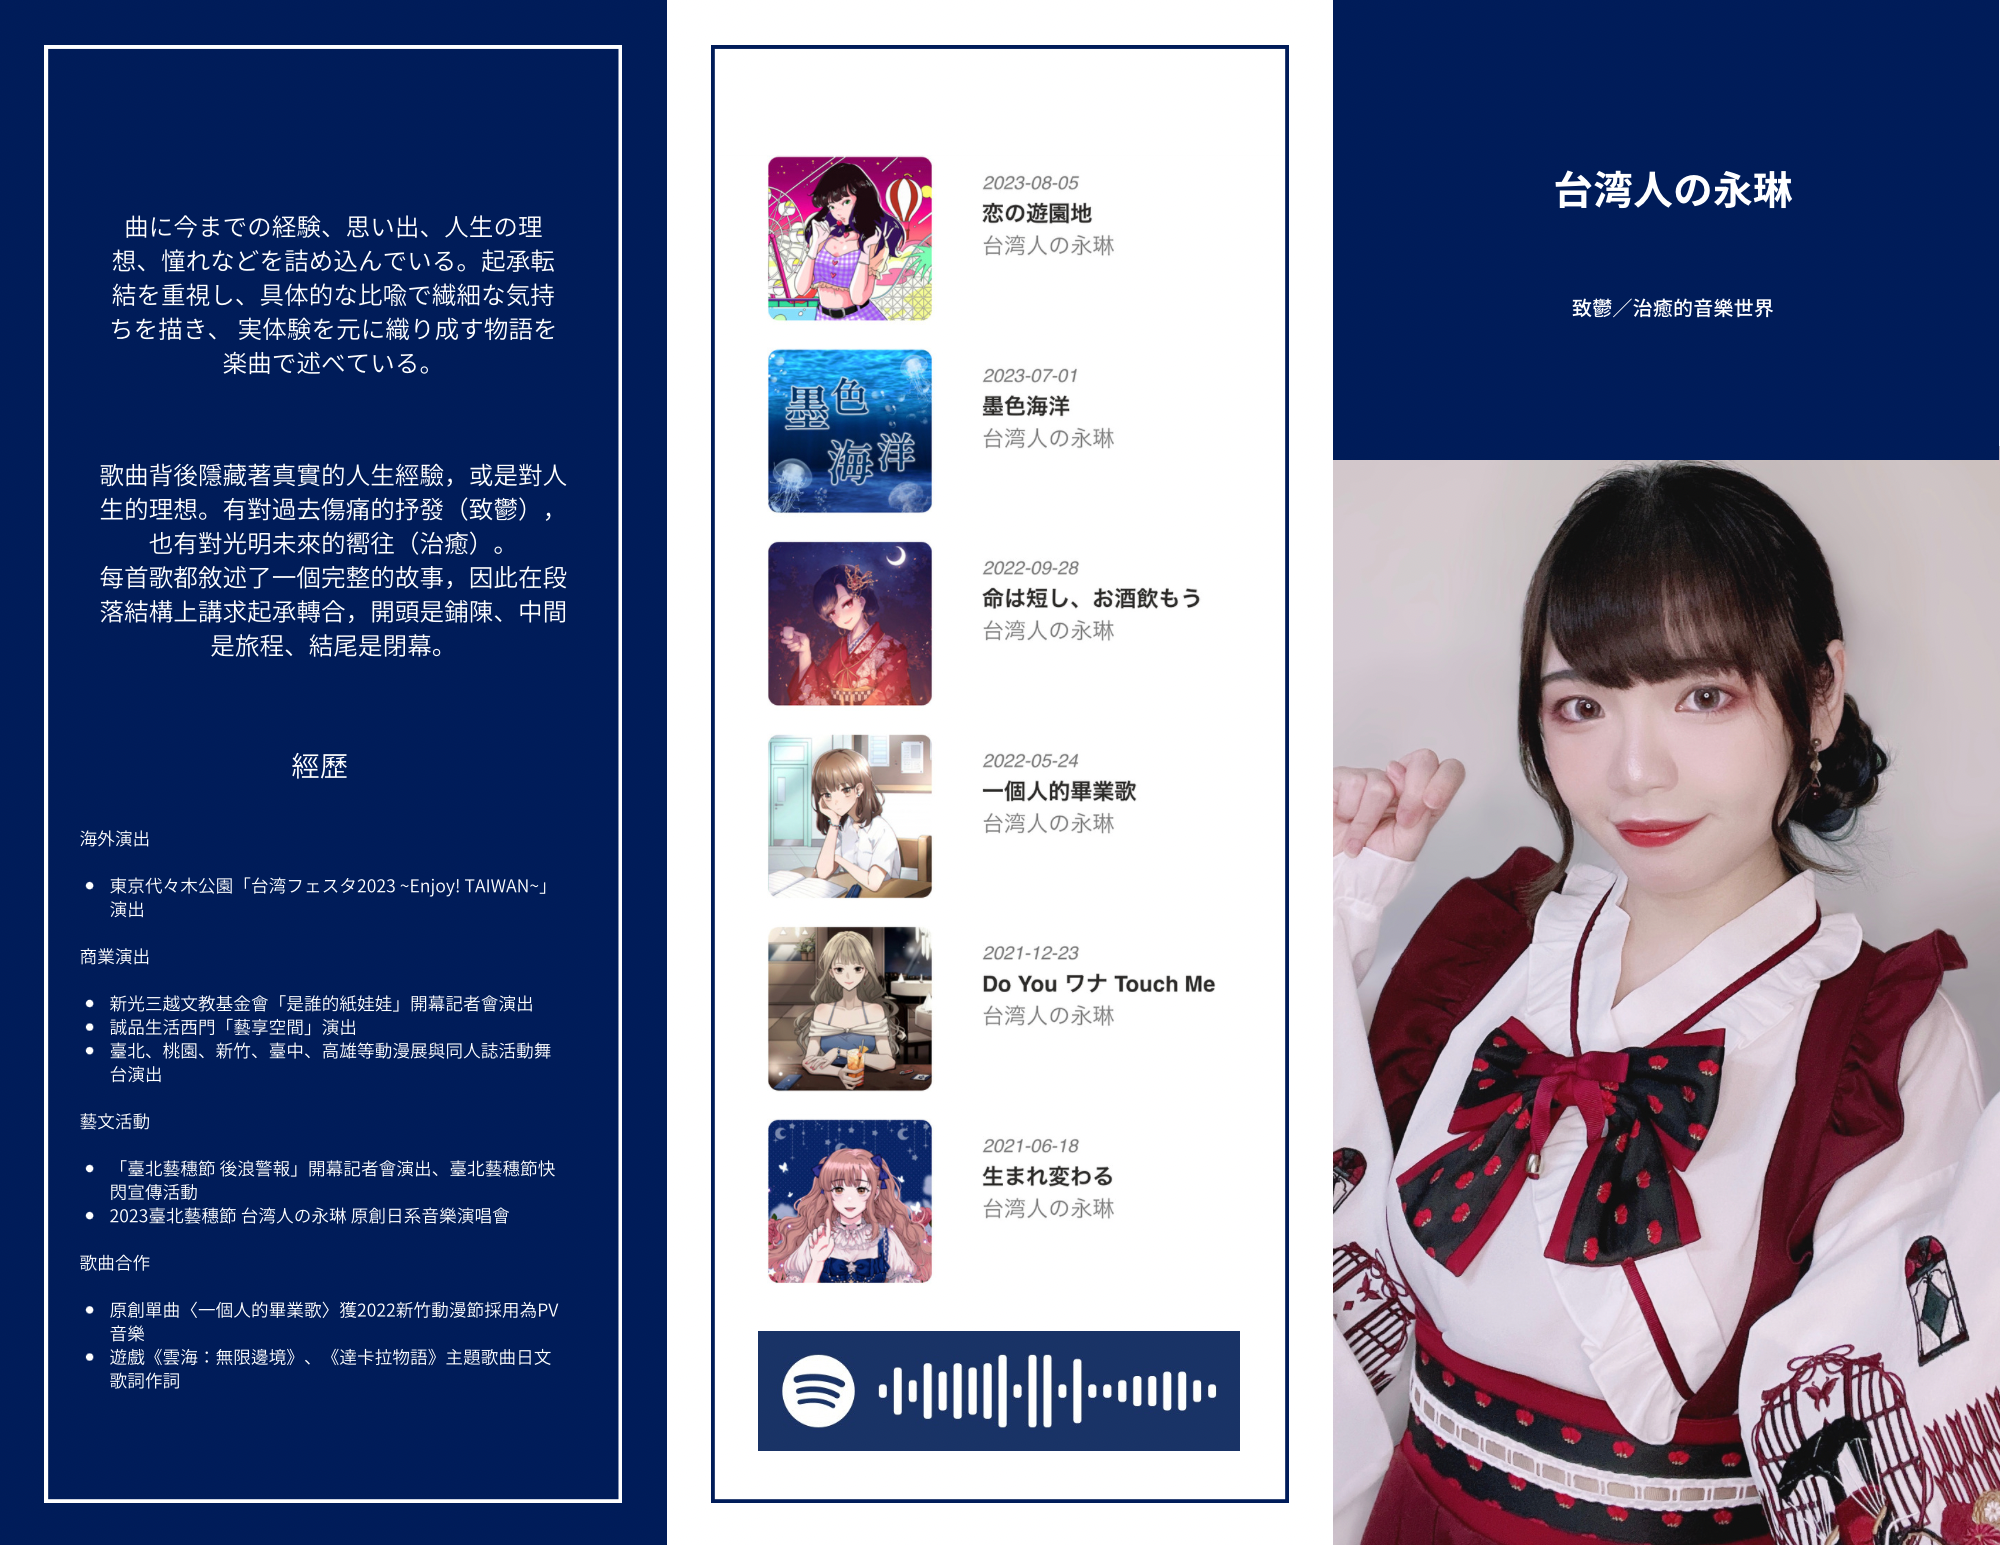 曲に今までの経験、思い出、人生の理
想、憧れなどを詰め込んでいる。起承転
結を重視し、具体的な比喩で繊細な気持
ちを描き、 実体験を元に織り成す物語を
楽曲で述べている。
歌曲背後隱藏著真實的人生經驗，或是對人
生的理想。有對過去傷痛的抒發（致鬱），
也有對光明未來的嚮往（治癒）。
每首歌都敘述了一個完整的故事，因此在段
落結構上講求起承轉合，開頭是鋪陳、中間
是旅程、結尾是閉幕。
經歷
海外演出
東京代々木公園「台湾フェスタ2023 ~Enjoy! TAIWAN~」
演出
商業演出
新光三越文教基金會「是誰的紙娃娃」開幕記者會演出
誠品生活西門「藝享空間」演出
臺北、桃園、新竹、臺中、高雄等動漫展與同人誌活動舞
台演出
藝文活動
「臺北藝穗節 後浪警報」開幕記者會演出、臺北藝穗節快
閃宣傳活動
2023臺北藝穗節 台湾人の永琳 原創日系音樂演唱會
歌曲合作
原創單曲〈一個人的畢業歌〉獲2022新竹動漫節採用為PV
音樂
遊戲《雲海：無限邊境》、《達卡拉物語》主題歌曲日文
歌詞作詞
2023-08-05
恋の遊園地
台湾人の永琳
墨色
海洋
2023-07-01
墨色海洋
台湾人の永琳
2022-09-28
命は短し、お酒飲もう
台湾人の永琳
2022-05-24
一個人的畢業歌
台湾人の永琳
2021-12-23
Do You ワナ Touch Me
台湾人の永琳
2021-06-18
生まれ変わる
台湾人の永琳
台湾人の永琳
致鬱／治癒的音樂世界